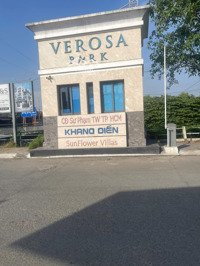 VEROSA
PARK
CĐ Sư Phạm TW TP HCM
KHANG ĐIỀN
SunFlower Villas